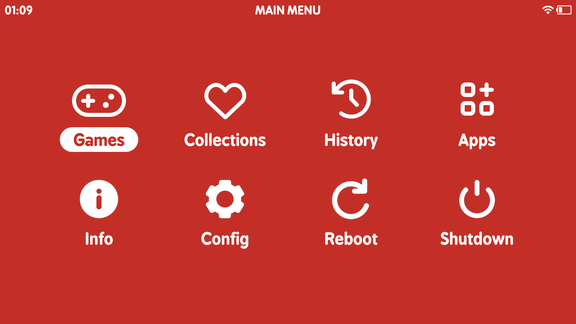 01:09
MAIN MENU
Games
Collections
History
Apps
Info
Config
Reboot
Shutdown